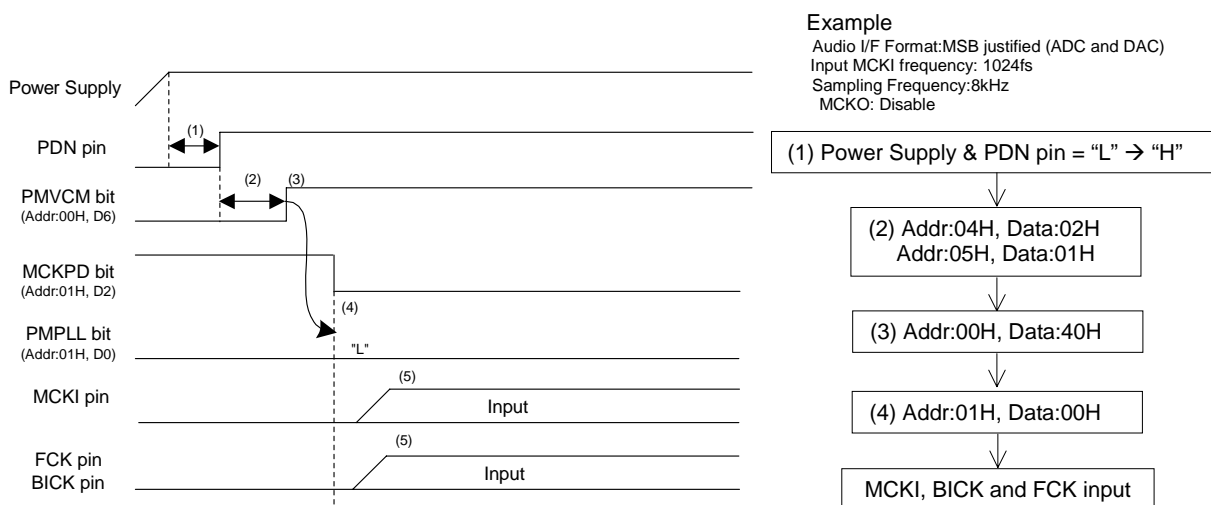 Power Supply
(1)
PDN pin
(2)
(3)
PMVCM bit
(Addr:00H, D6)
MCKPD bit
(Addr:01H, D2)
(4)
PMPLL bit
(Addr:01H, D0)
"L"
(5)
MCKI pin
Input
(5)
FCK pin
BICK pin
Input
Example
Audio I/F Format:MSB justified (ADC and DAC)
Input MCKI frequency: 1024fs
Sampling Frequency:8kHz
MCKO: Disable
(1) Power Supply & PDN pin = “L” → “H”
(2) Addr:04H, Data:02H
Addr:05H, Data:01H
(3) Addr:00H, Data:40H
(4) Addr:01H, Data:00H
MCKI, BICK and FCK input